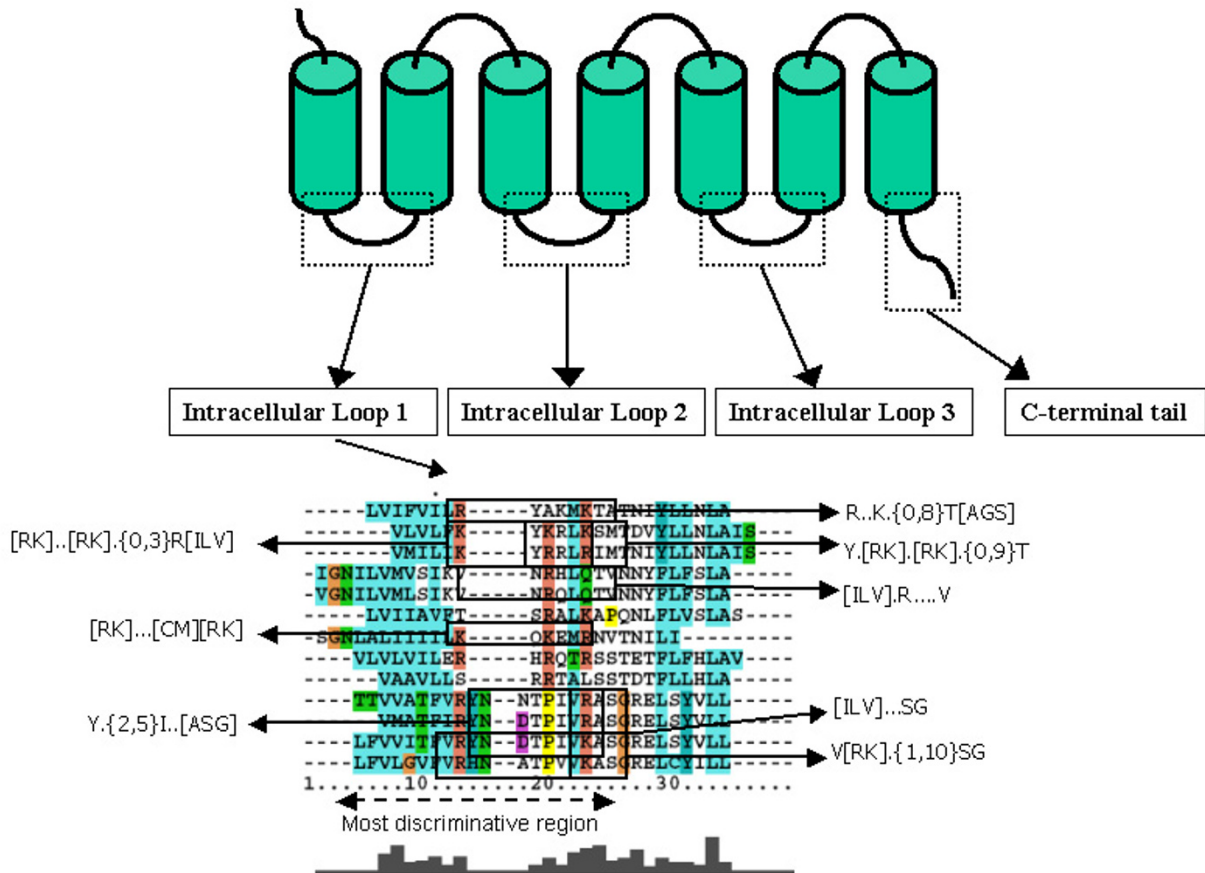 Intracellular Loop 1
Intracellular Loop 2
Intracellular Loop 3
C-terminal tail
-----LVIFVILR-----YAKMKTATNIYLLNLA-----
R..K.{0,8}T[AGS]
-------VLVLFK-----YKRLKSMTDVYLLNLAIS---
[RK]..[RK].{0,3}R[ILV]
-------VMILIK-----YRRLRIMTNIYLLNLAIS---
Y.[RK].[RK].{0,9}T
-IGNILVMVSIKV-----NRHLQTVNNYFLFSLA-----
-VGNILVMLSIKV-----NRQLQTVNNYFLFSLA-----
[ILV].R....V
-----LVIIAVFT-----SRALKAPQNLFLVSLAS----
[RK]...[CM][RK]
-SGNLALIIIILK-----QKEMRNVTNILI---------
----VLVLVILER-----HRQTRSSTETFLFHLAV----
------VAAVLLS-----RRTALSSTDTFLLHLA-----
----TTVVATFVRYN--NTPIVRASGRELSYVLL-----
[ILV]...SG
Y.{2,5}I..[ASG]
------VMATFIRYN--DTPIVRASGRELSYVLL-----
----LFVVITFVRYN--DTPIVKASGRELSYVLL-----
V[RK].{1,10}SG
----LFVLGVFVRHN--ATPVVKASGRELCYILL-----
1........10........20........30.........
Most discriminative region